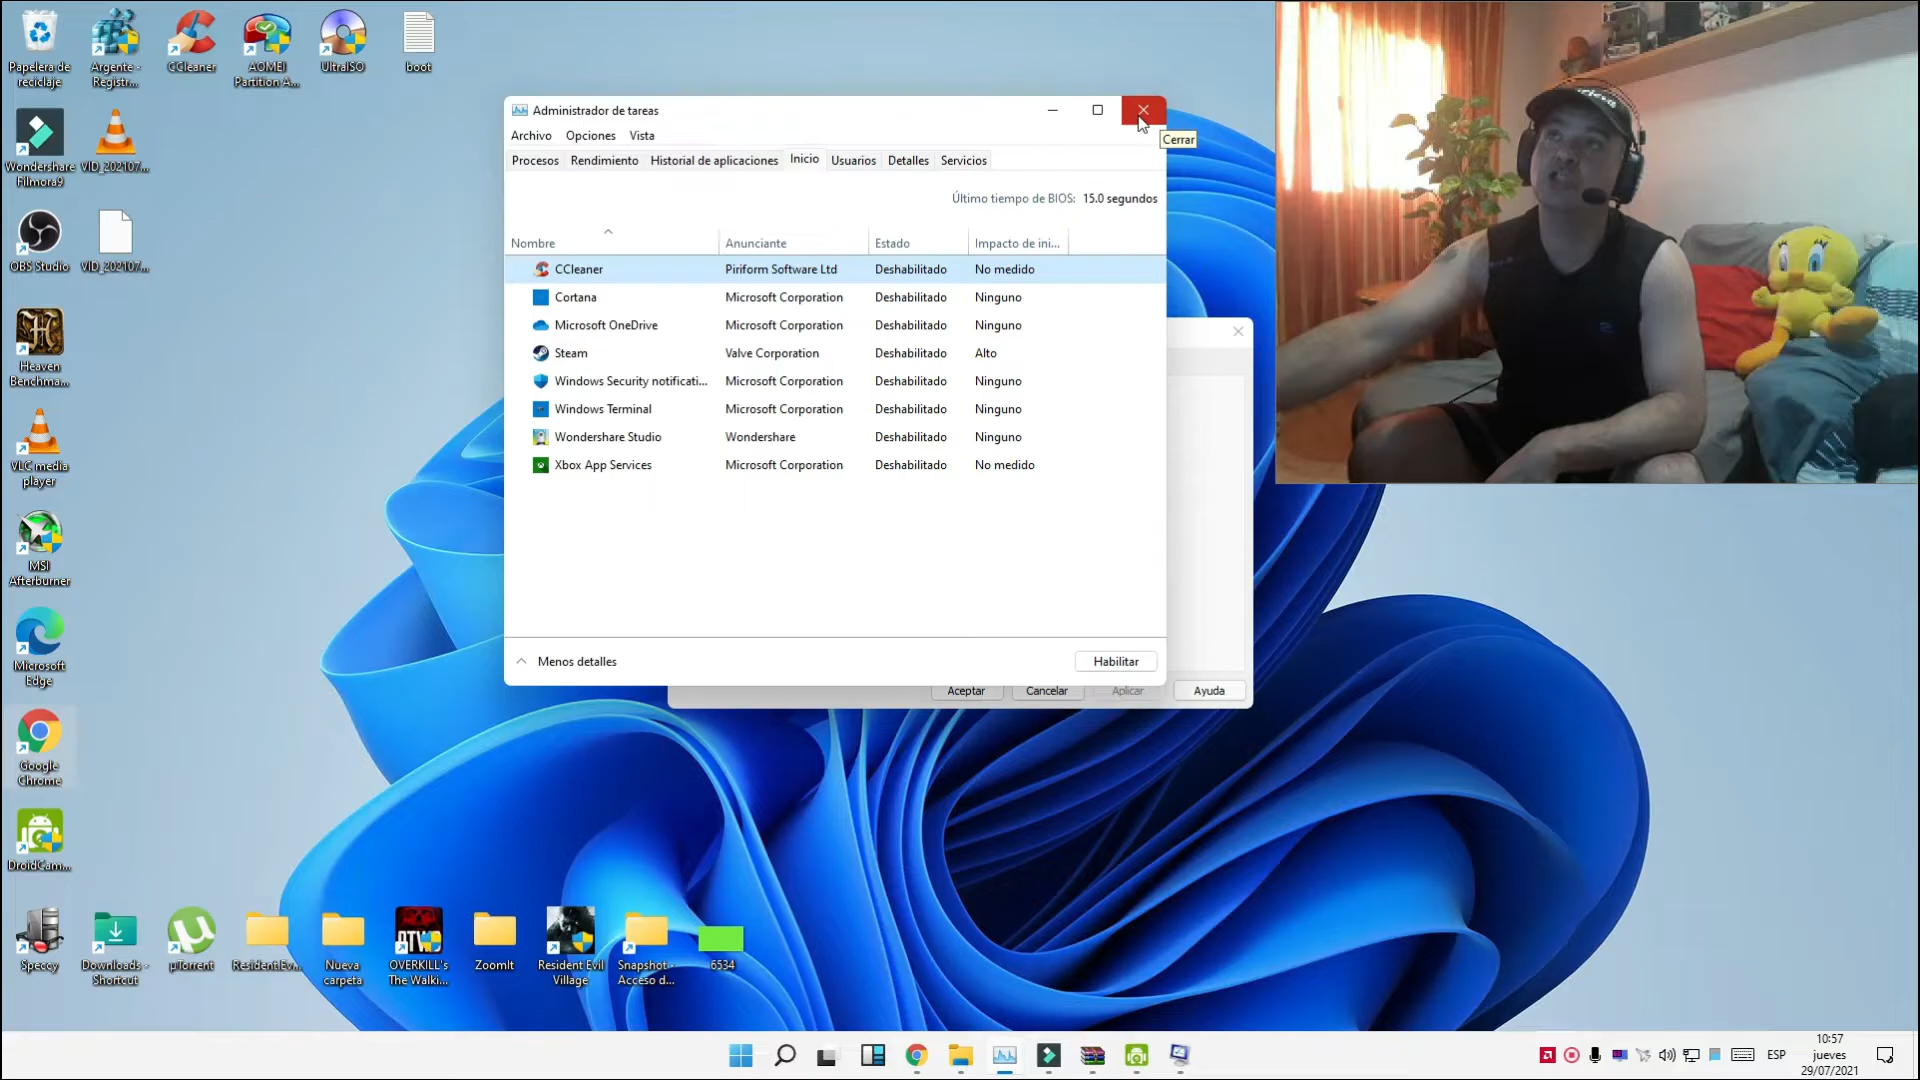 Papelera de
reciclaje
Argente -
Registr...
CCleaner
AOMEI
Partition A...
UltraISO
boot
Wondershare
Filmora9
VID_202107...
OBS Studio
VID_202107...
Heaven
Benchma...
VLC media
player
MSI
Afterburner
Microsoft
Edge
Google
Chrome
DroidCam...
Speccy
Downloads -
Shortcut
µTorrent
Resident Ev...
Nueva
carpeta
OVERKILL's
The Walki...
ZoomIt
Resident Evil
Village
Snapshot -
Acceso d...
6534
Administrador de tareas
Cerrar
Archivo Opciones Vista
Procesos Rendimiento Historial de aplicaciones Inicio Usuarios Detalles Servicios
Último tiempo de BIOS: 15.0 segundos
Nombre Anunciante Estado Impacto de ini...
CCleaner Piriform Software Ltd Deshabilitado No medido
Cortana Microsoft Corporation Deshabilitado Ninguno
Microsoft OneDrive Microsoft Corporation Deshabilitado Ninguno
Steam Valve Corporation Deshabilitado Alto
Windows Security notificati... Microsoft Corporation Deshabilitado Ninguno
Windows Terminal Microsoft Corporation Deshabilitado Ninguno
Wondershare Studio Wondershare Deshabilitado Ninguno
Xbox App Services Microsoft Corporation Deshabilitado No medido
Menos detalles Habilitar
Aceptar Cancelar Aplicar Ayuda
ESP
10:57
jueves
29/07/2021